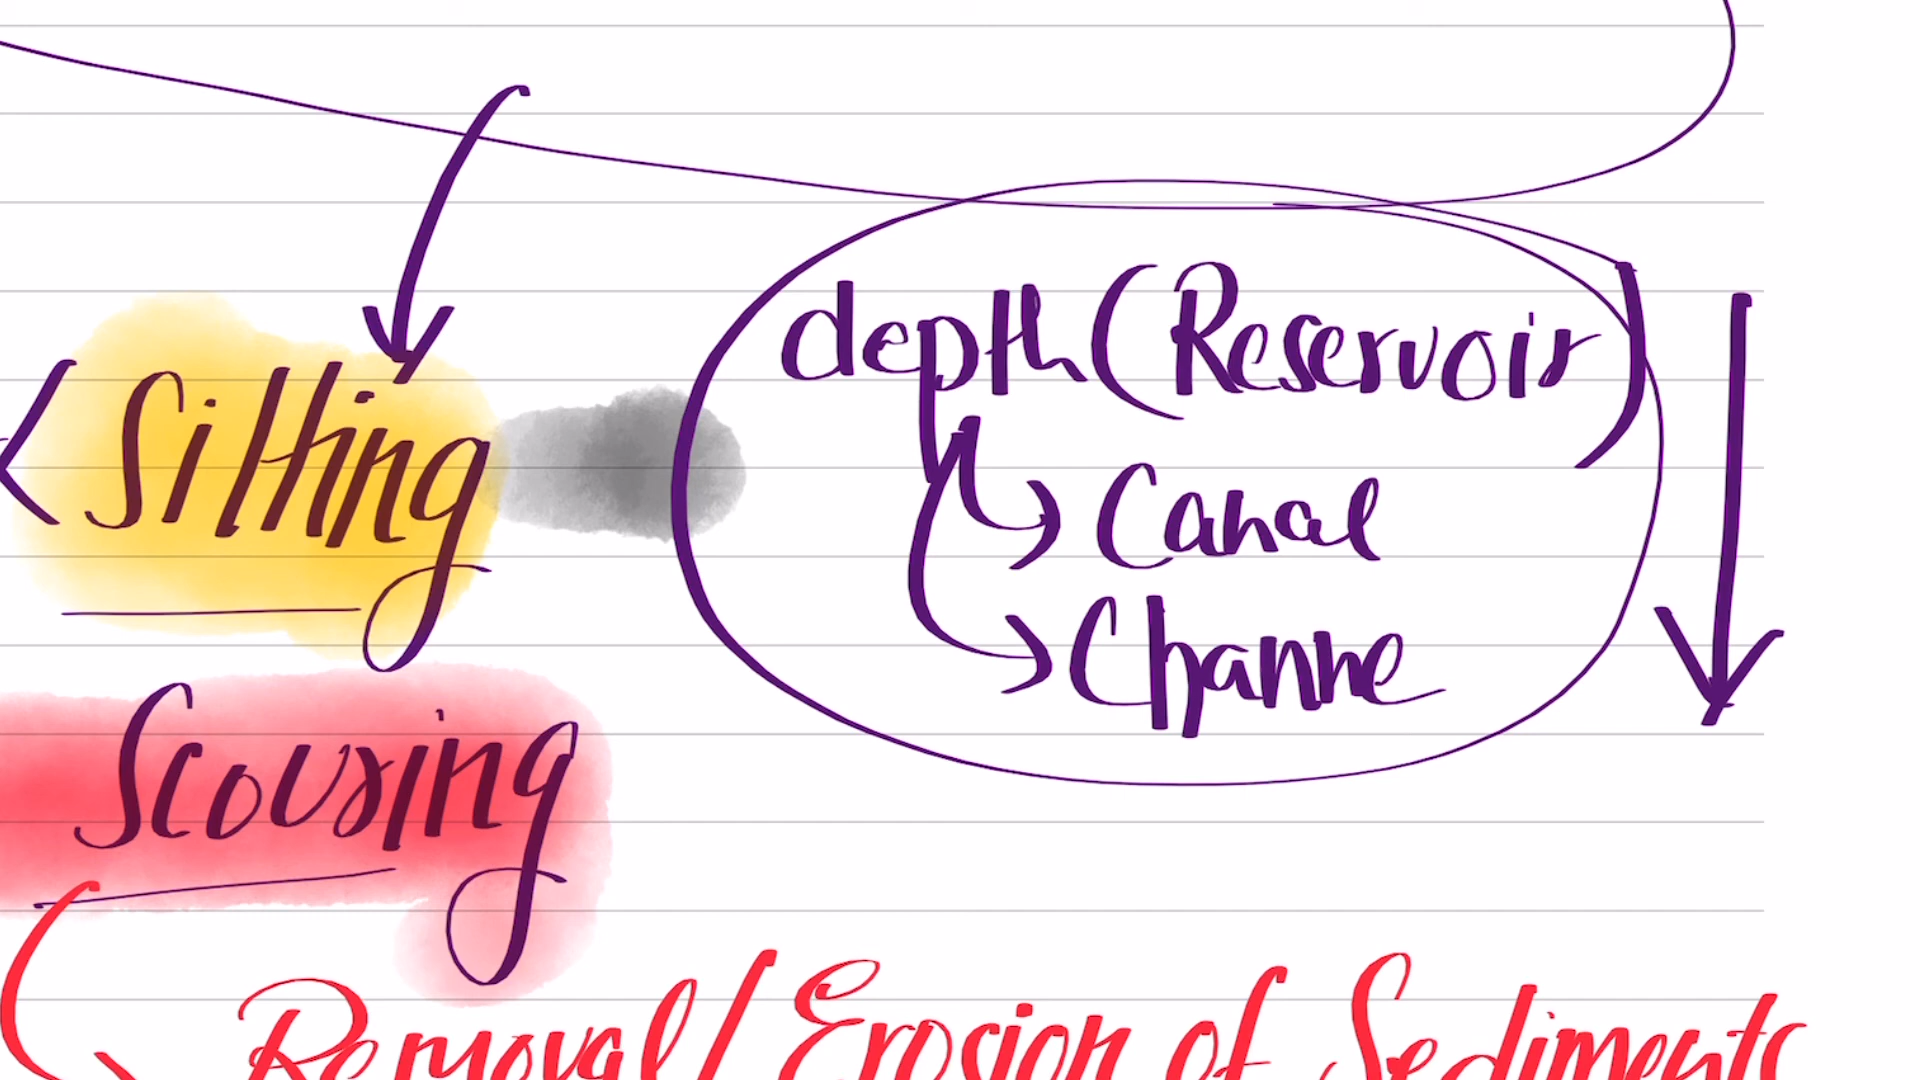 depth (Reservoir)
Silting
Canal
Channe
Scouring
Removal / Erosion of Sediments